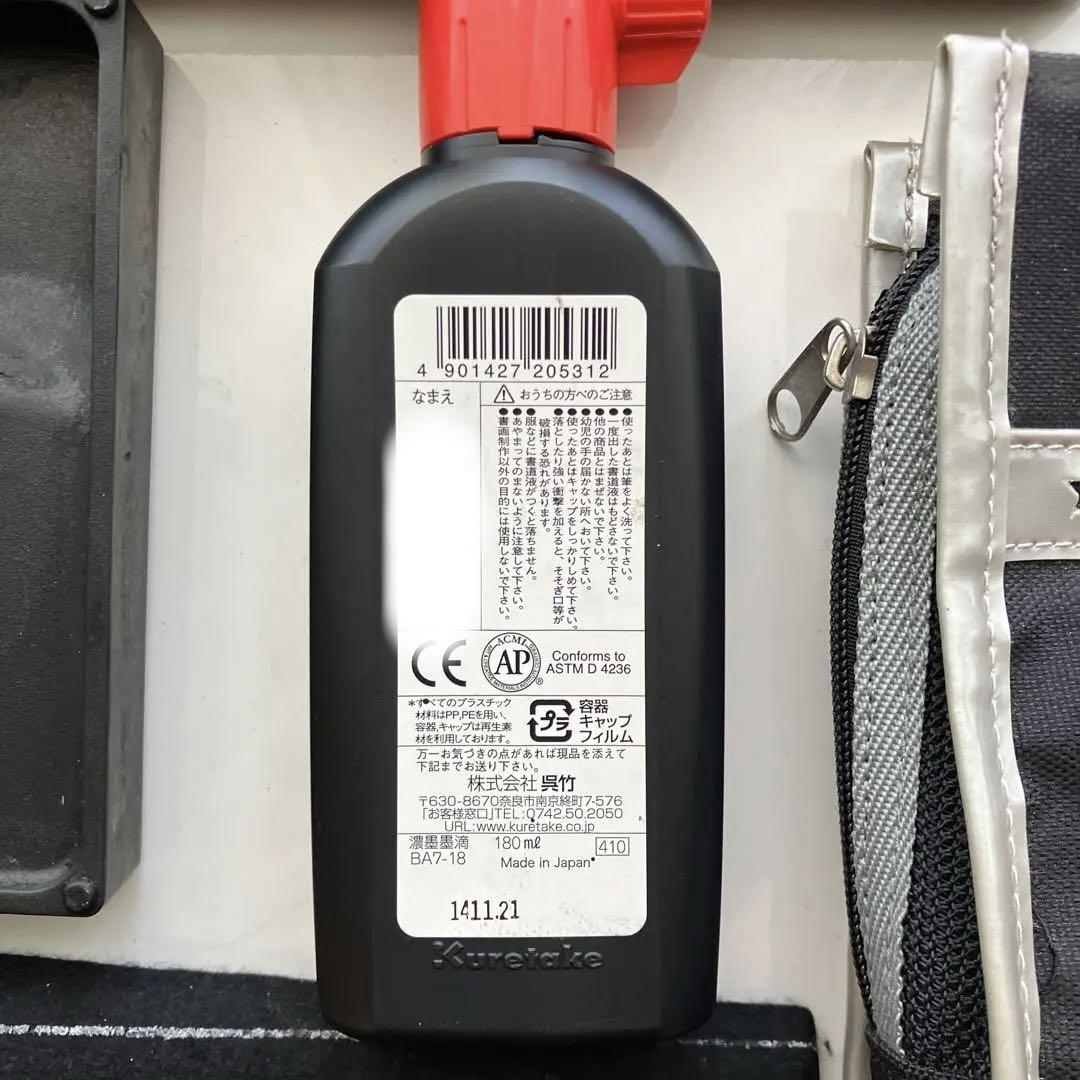 4 901427 205312
なまえ
⚠ おうちの方へのご注意
●使ったあとは筆をよく洗って下さい。
●一度出した書道液はもどさないで下さい。
●他の商品とはまぜないで下さい。
●幼児の手の届かない所へおいて下さい。
●使ったあとはキャップをしっかりしめて下さい。
●落としたり強い衝撃を加えると、そそぎ口等が
破損する恐れがあります。
●服などに書道液がつくと落ちません。
●あやまってのまないように注意して下さい。
●書画制作以外の目的には使用しないで下さい。
CE
ACMI
AP
Conforms to
ASTM D 4236
*すべてのプラスチック
材料はPP,PEを用い、
容器,キャップは再生素
材を利用しております。
プラ
容器
キャップ
フィルム
万一お気づきの点があれば現品を添えて
下記までお送り下さい。
株式会社 呉竹
〒630-8670奈良市南京終町7-576
「お客様窓口」TEL:0742.50.2050
URL:www.kuretake.co.jp
濃墨墨滴 180ml 410
BA7-18 Made in Japan
1411.21
Kuretake